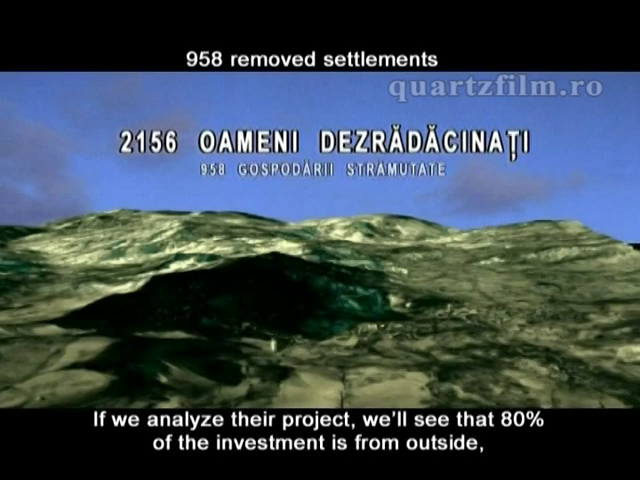 958 removed settlements
quartzfilm.ro
2156 OAMENI DEZRĂDĂCINAȚI
958 GOSPODĂRII STRĂMUTATE
If we analyze their project, we'll see that 80%
of the investment is from outside,